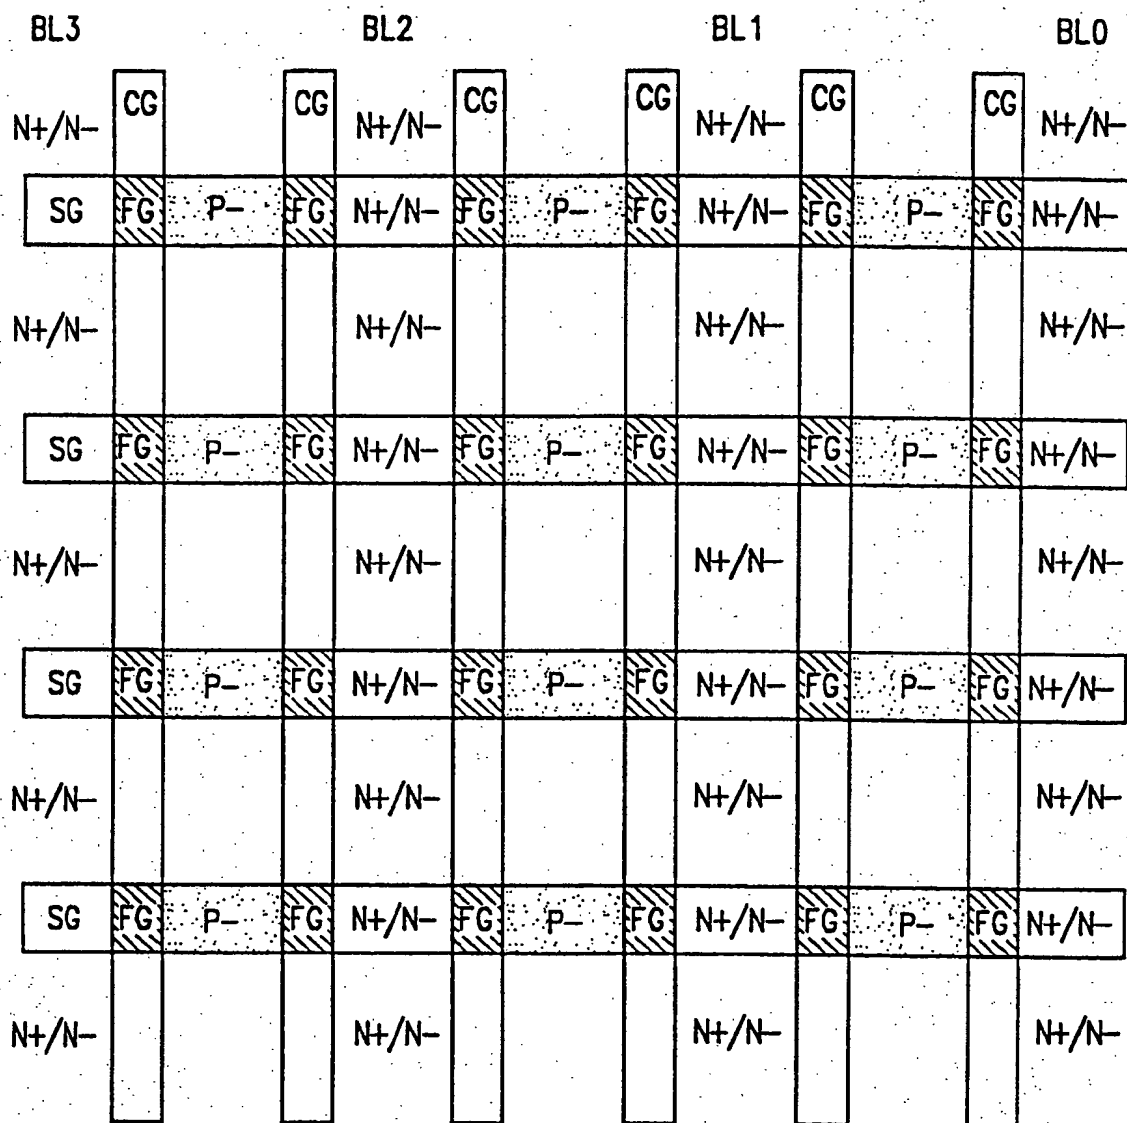 BL3 BL2 BL1 BL0
CG CG CG CG CG CG
N+/N- N+/N- N+/N- N+/N-
SG FG P- FG N+/N- FG P- FG N+/N- FG P- FG N+/N-
N+/N- N+/N- N+/N- N+/N-
SG FG P- FG N+/N- FG P- FG N+/N- FG P- FG N+/N-
N+/N- N+/N- N+/N- N+/N-
SG FG P- FG N+/N- FG P- FG N+/N- FG P- FG N+/N-
N+/N- N+/N- N+/N- N+/N-
SG FG P- FG N+/N- FG P- FG N+/N- FG P- FG N+/N-
N+/N- N+/N- N+/N- N+/N-